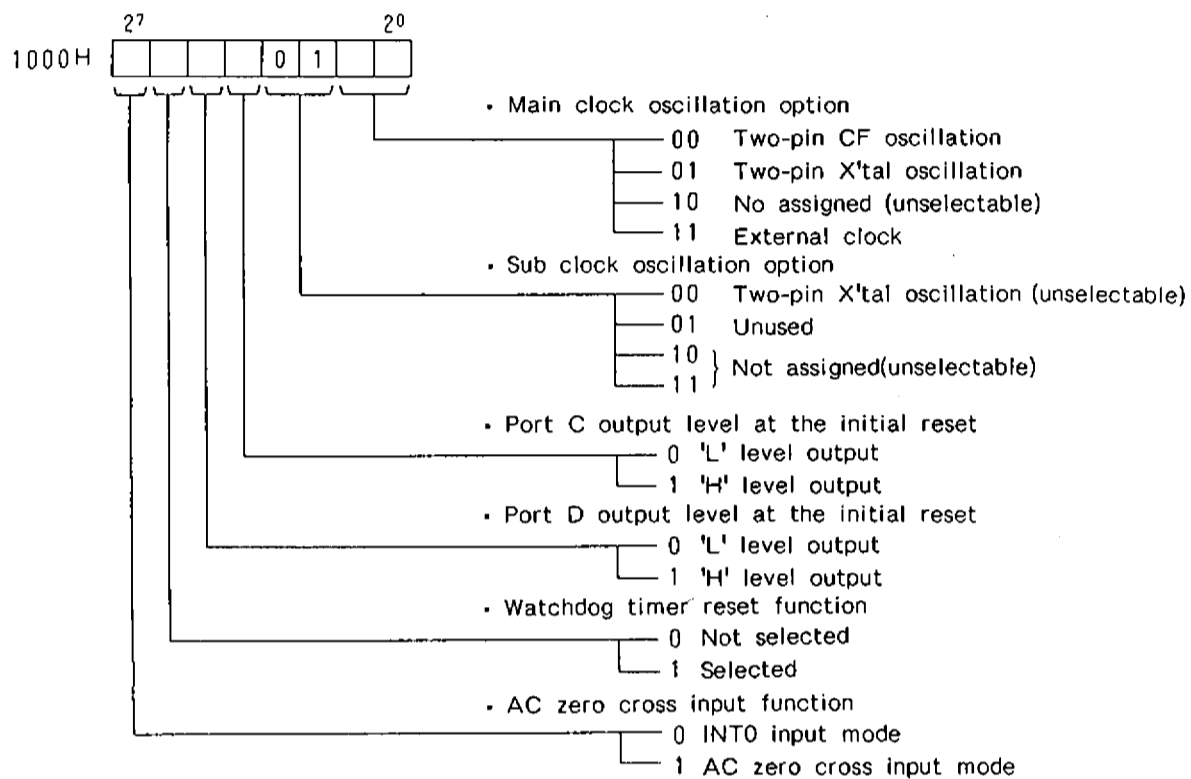 2⁷ 2⁰
1000H 0 1
• Main clock oscillation option
00 Two-pin CF oscillation
01 Two-pin X'tal oscillation
10 No assigned (unselectable)
11 External clock
• Sub clock oscillation option
00 Two-pin X'tal oscillation (unselectable)
01 Unused
10
11
Not assigned(unselectable)
• Port C output level at the initial reset
0 'L' level output
1 'H' level output
• Port D output level at the initial reset
0 'L' level output
1 'H' level output
• Watchdog timer reset function
0 Not selected
1 Selected
• AC zero cross input function
0 INT0 input mode
1 AC zero cross input mode